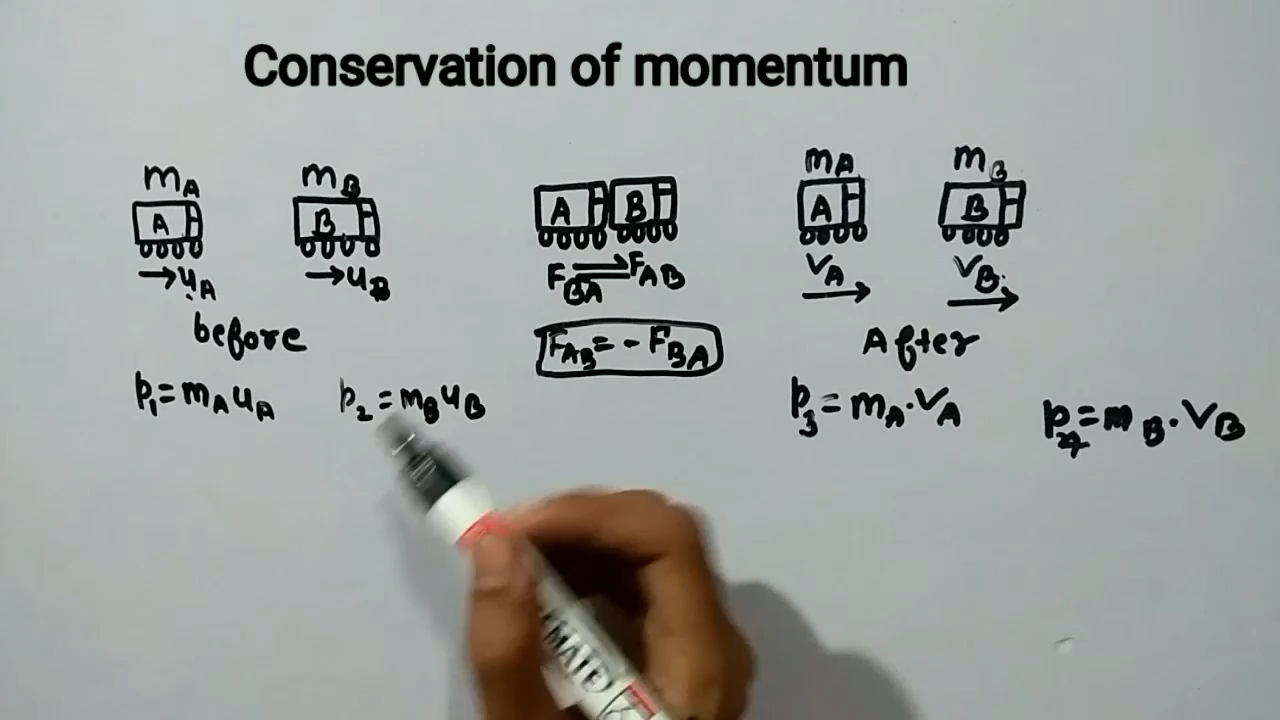 Conservation of momentum
mA mB mA mB
A B A B A B
→uA →uB FBA FAB VA VB.
before FAB = - FBA After
p1 = mA uA p2 = mB uB p3 = mA·VA p4 = mB·VB